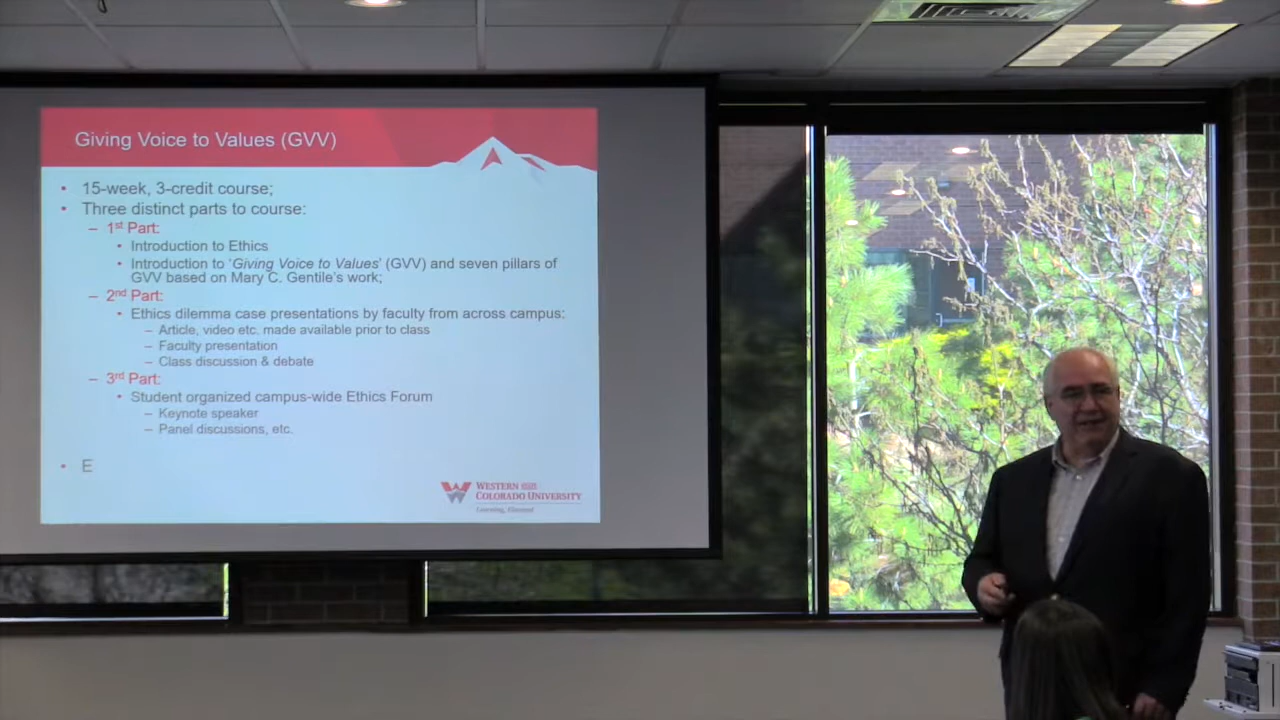 Giving Voice to Values (GVV)
• 15-week, 3-credit course;
• Three distinct parts to course:
– 1st Part:
• Introduction to Ethics
• Introduction to 'Giving Voice to Values' (GVV) and seven pillars of
GVV based on Mary C. Gentile's work;
– 2nd Part:
• Ethics dilemma case presentations by faculty from across campus:
– Article, video etc. made available prior to class
– Faculty presentation
– Class discussion & debate
– 3rd Part:
• Student organized campus-wide Ethics Forum
– Keynote speaker
– Panel discussions, etc.
• E
WESTERN
COLORADO UNIVERSITY
Learning, Elevated